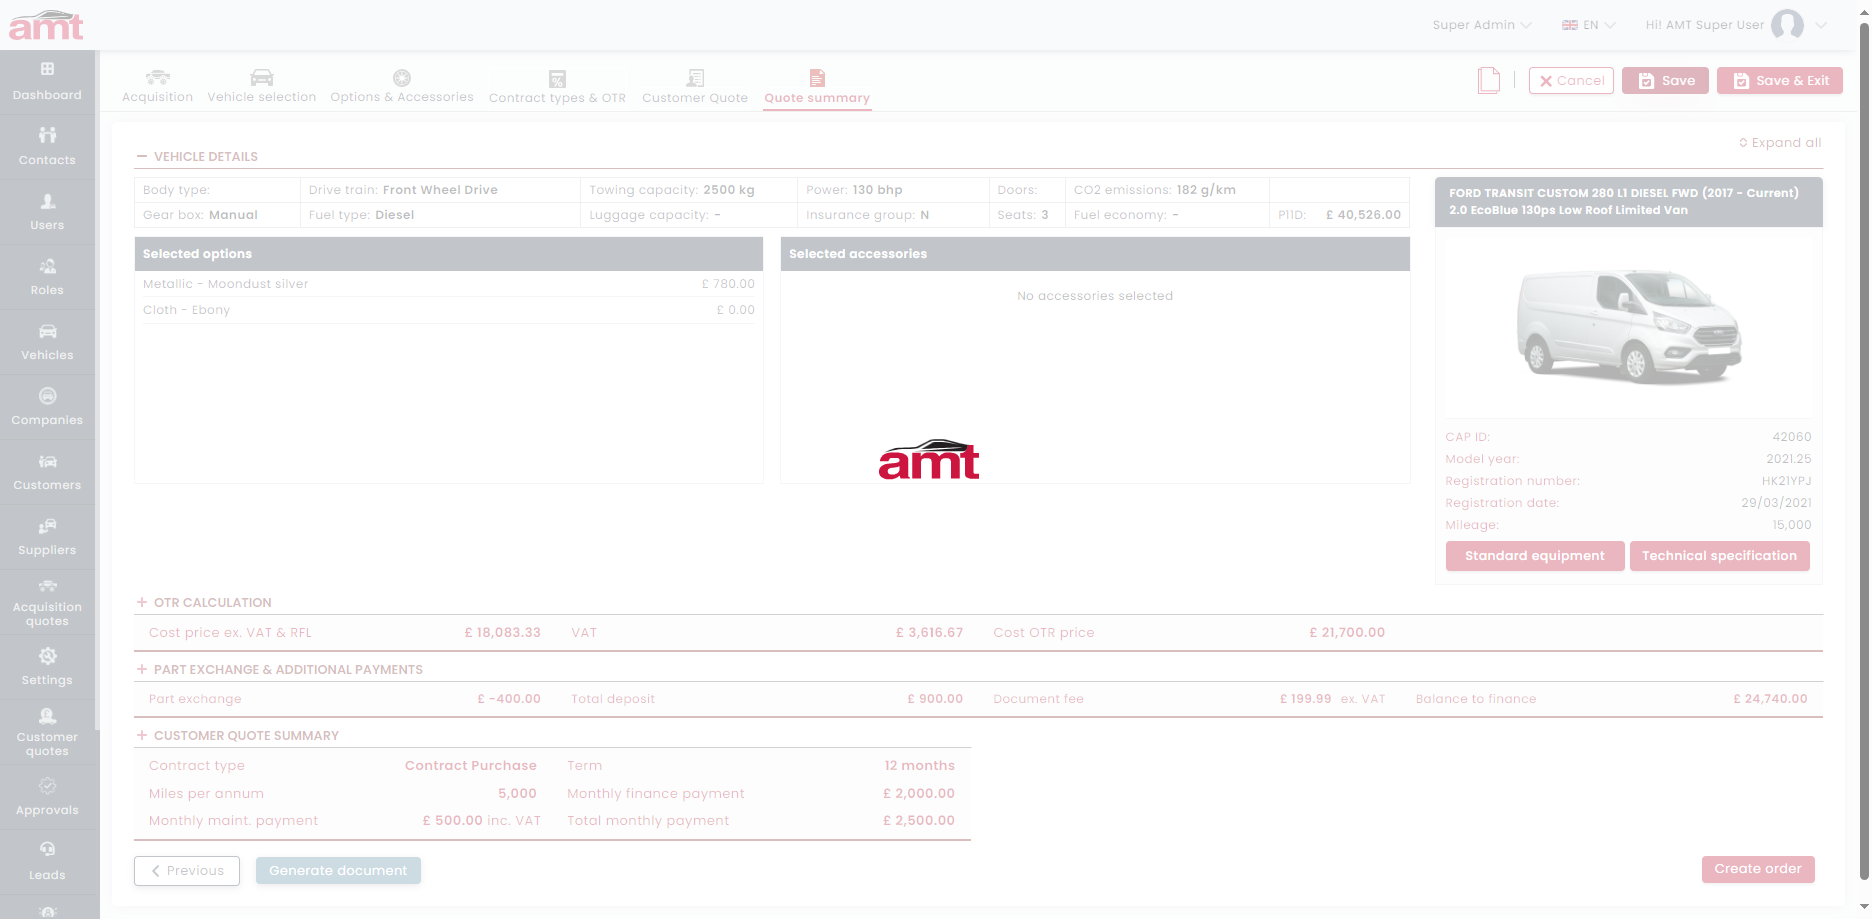 amt
Super Admin
EN
Hi! AMT Super User
Dashboard
Contacts
Users
Roles
Vehicles
Companies
Customers
Suppliers
Acquisition
quotes
Settings
Customer
quotes
Approvals
Leads
Acquisition
Vehicle selection
Options & Accessories
Contract types & OTR
Customer Quote
Quote summary
Cancel
Save
Save & Exit
Expand all
VEHICLE DETAILS
Body type:
Drive train: Front Wheel Drive
Towing capacity: 2500 kg
Power: 130 bhp
Doors:
CO2 emissions: 182 g/km
Gear box: Manual
Fuel type: Diesel
Luggage capacity: -
Insurance group: N
Seats: 3
Fuel economy: -
P11D: £ 40,526.00
Selected options
Metallic - Moondust silver £ 780.00
Cloth - Ebony £ 0.00
Selected accessories
No accessories selected
amt
FORD TRANSIT CUSTOM 280 L1 DIESEL FWD (2017 - Current)
2.0 EcoBlue 130ps Low Roof Limited Van
CAP ID: 42060
Model year: 2021.25
Registration number: HK21YPJ
Registration date: 29/03/2021
Mileage: 15,000
Standard equipment
Technical specification
OTR CALCULATION
Cost price ex. VAT & RFL £ 18,083.33 VAT £ 3,616.67 Cost OTR price £ 21,700.00
PART EXCHANGE & ADDITIONAL PAYMENTS
Part exchange £ -400.00 Total deposit £ 900.00 Document fee £ 199.99 ex. VAT Balance to finance £ 24,740.00
CUSTOMER QUOTE SUMMARY
Contract type Contract Purchase Term 12 months
Miles per annum 5,000 Monthly finance payment £ 2,000.00
Monthly maint. payment £ 500.00 inc. VAT Total monthly payment £ 2,500.00
Previous
Generate document
Create order